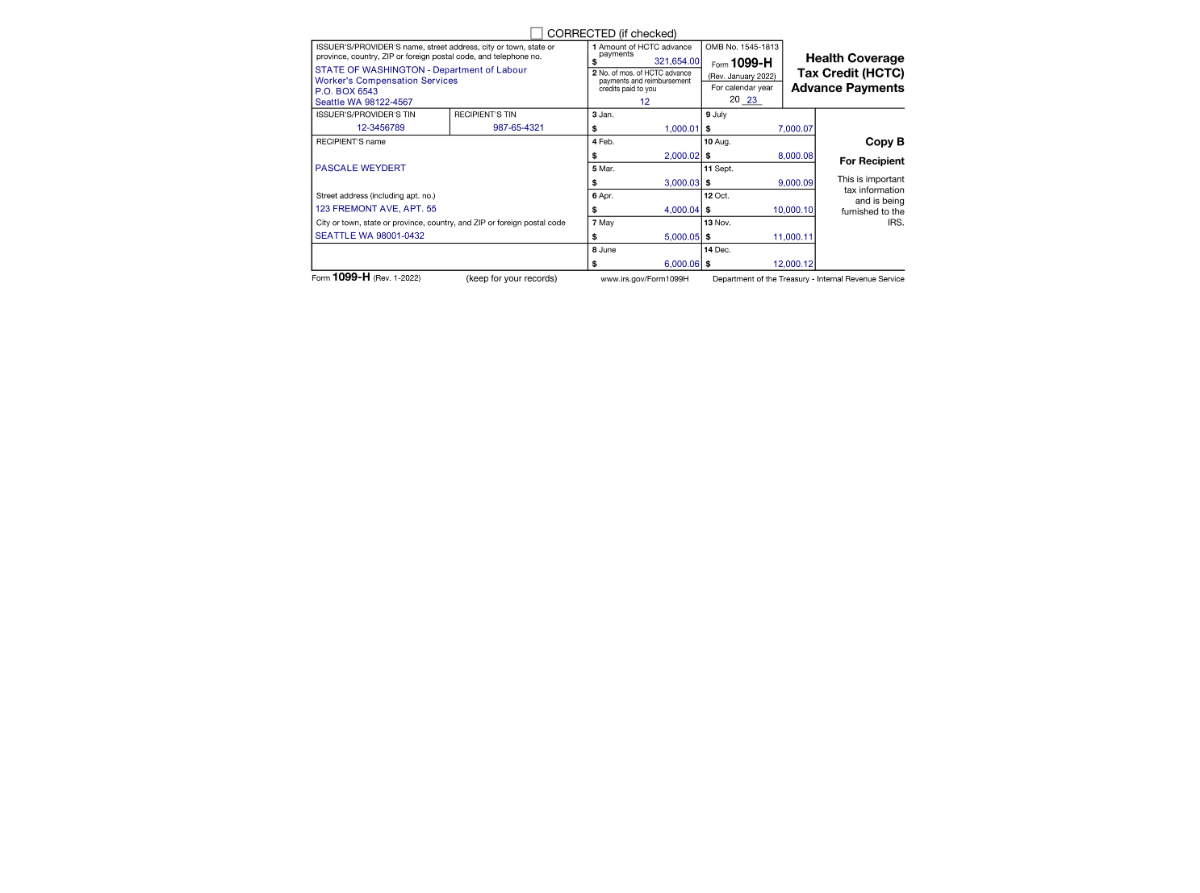 CORRECTED (if checked)
ISSUER'S/PROVIDER'S name, street address, city or town, state or
province, country, ZIP or foreign postal code, and telephone no.
STATE OF WASHINGTON - Department of Labour
Worker's Compensation Services
P.O. BOX 6543
Seattle WA 98122-4567
1 Amount of HCTC advance
payments
$ 321,654.00
2 No. of mos. of HCTC advance
payments and reimbursement
credits paid to you
12
OMB No. 1545-1813
Form 1099-H
(Rev. January 2022)
For calendar year
20 23
Health Coverage
Tax Credit (HCTC)
Advance Payments
ISSUER'S/PROVIDER'S TIN
12-3456789
RECIPIENT'S TIN
987-65-4321
3 Jan.
$ 1,000.01
9 July
$ 7,000.07
Copy B
For Recipient
This is important
tax information
and is being
furnished to the
IRS.
RECIPIENT'S name
PASCALE WEYDERT
4 Feb.
$ 2,000.02
10 Aug.
$ 8,000.08
5 Mar.
$ 3,000.03
11 Sept.
$ 9,000.09
Street address (including apt. no.)
123 FREMONT AVE, APT. 55
6 Apr.
$ 4,000.04
12 Oct.
$ 10,000.10
City or town, state or province, country, and ZIP or foreign postal code
SEATTLE WA 98001-0432
7 May
$ 5,000.05
13 Nov.
$ 11,000.11
8 June
$ 6,000.06
14 Dec.
$ 12,000.12
Form 1099-H (Rev. 1-2022)
(keep for your records)
www.irs.gov/Form1099H
Department of the Treasury - Internal Revenue Service